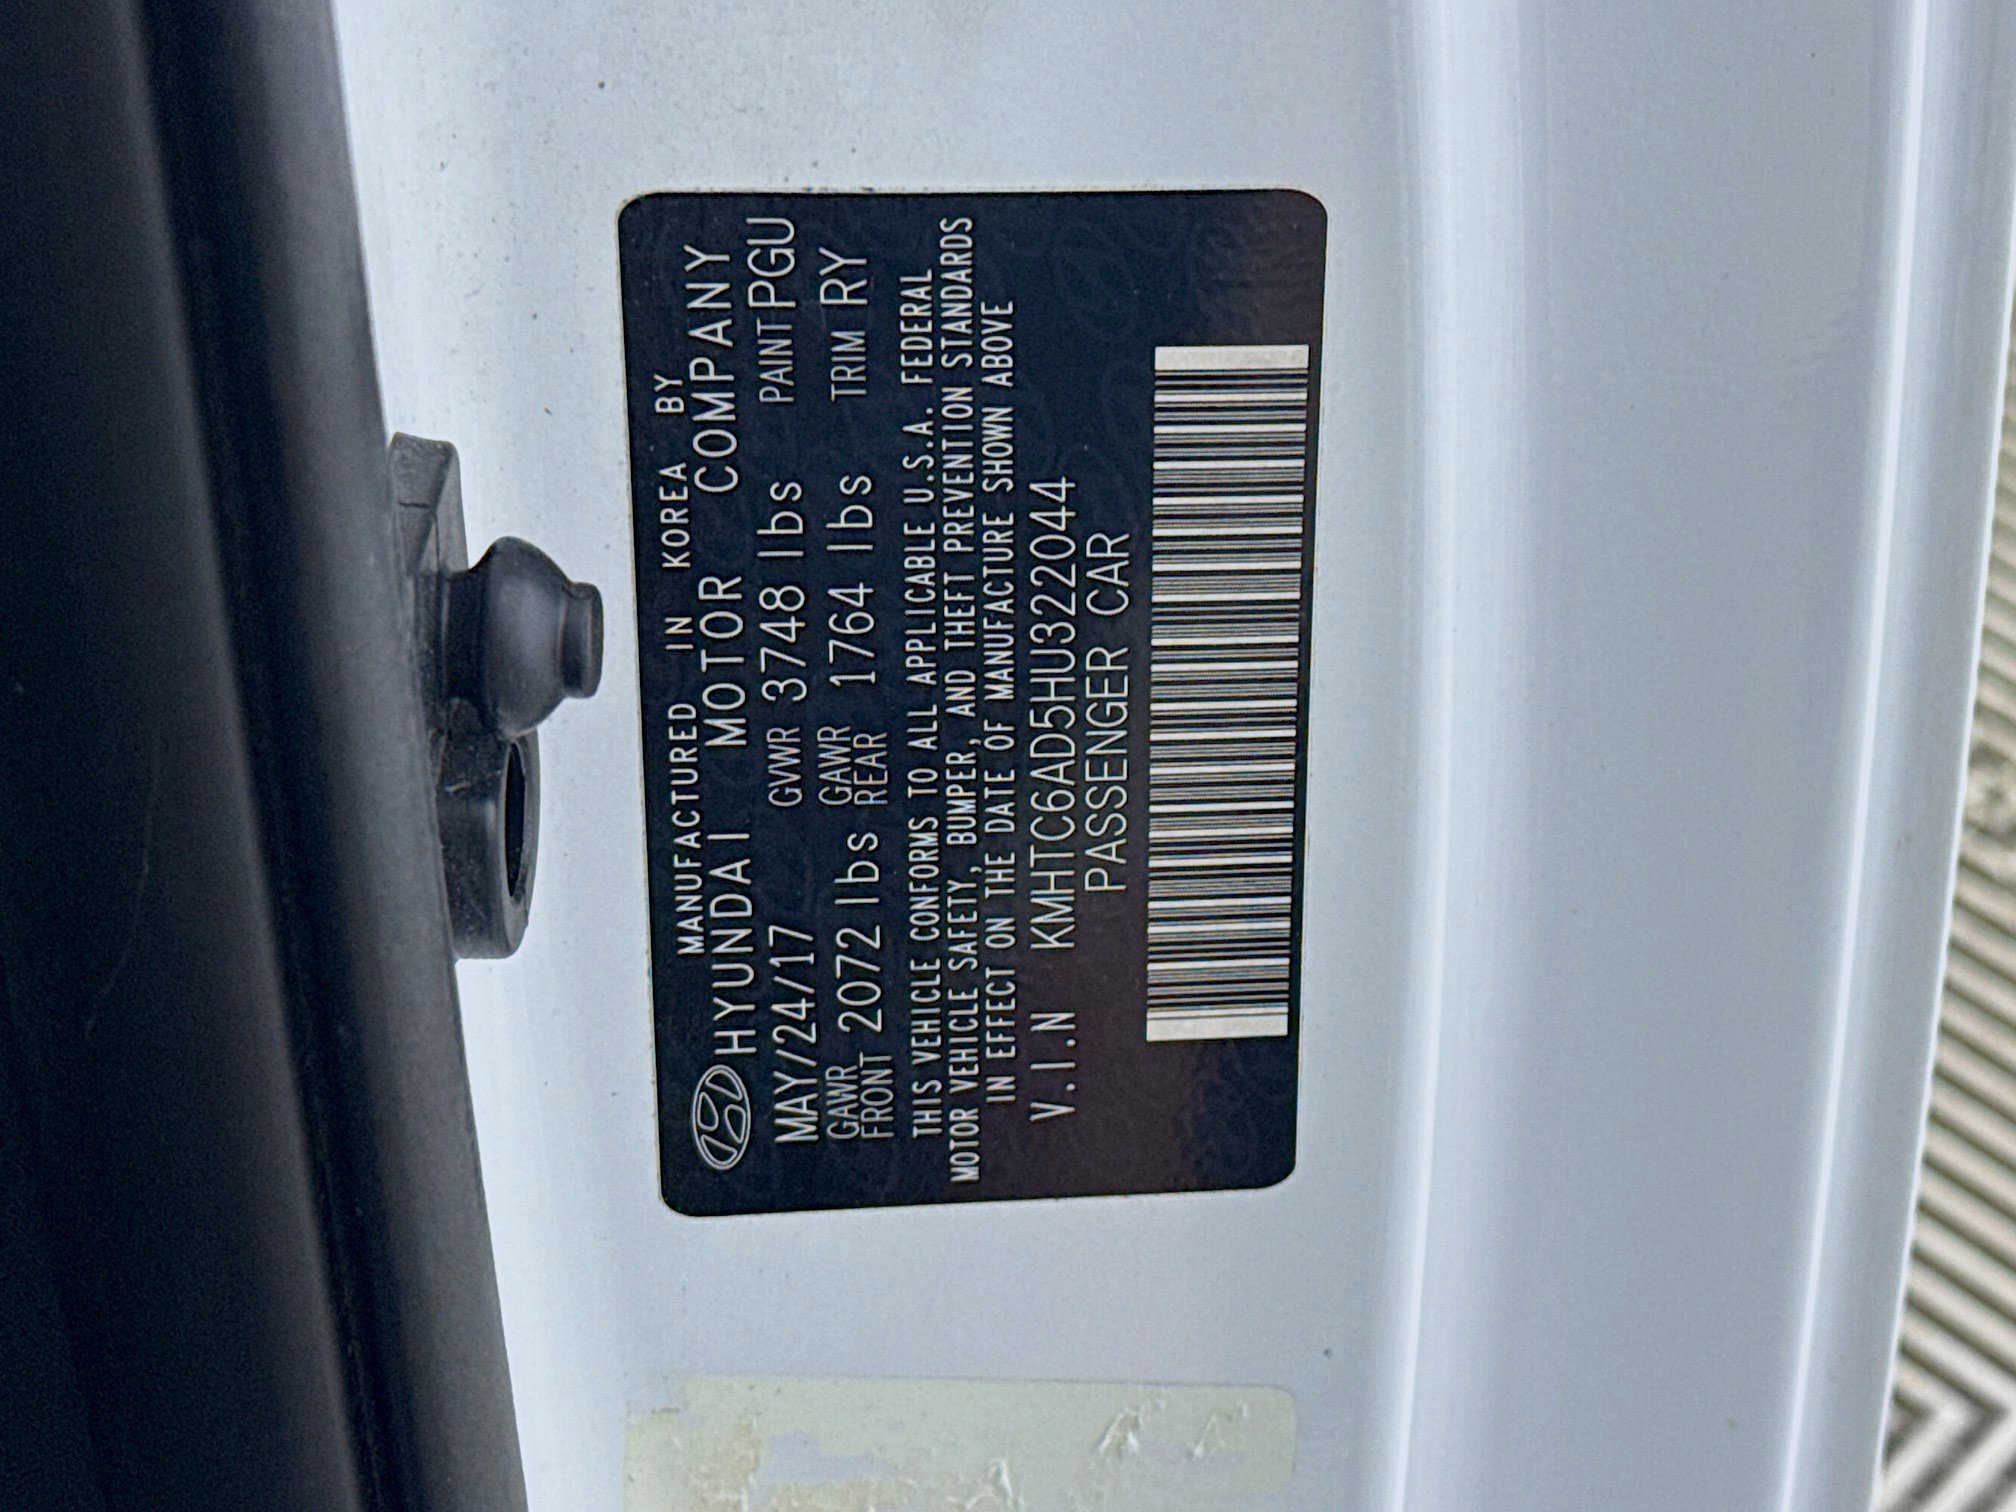 MANUFACTURED IN KOREA BY
HYUNDAI MOTOR COMPANY
MAY/24/17 GVWR 3748 lbs PAINT PGU
GAWR FRONT 2072 lbs GAWR REAR 1764 lbs TRIM RY
THIS VEHICLE CONFORMS TO ALL APPLICABLE U.S.A. FEDERAL
MOTOR VEHICLE SAFETY, BUMPER, AND THEFT PREVENTION STANDARDS
IN EFFECT ON THE DATE OF MANUFACTURE SHOWN ABOVE
V.I.N KMHTC6AD5HU322044
PASSENGER CAR